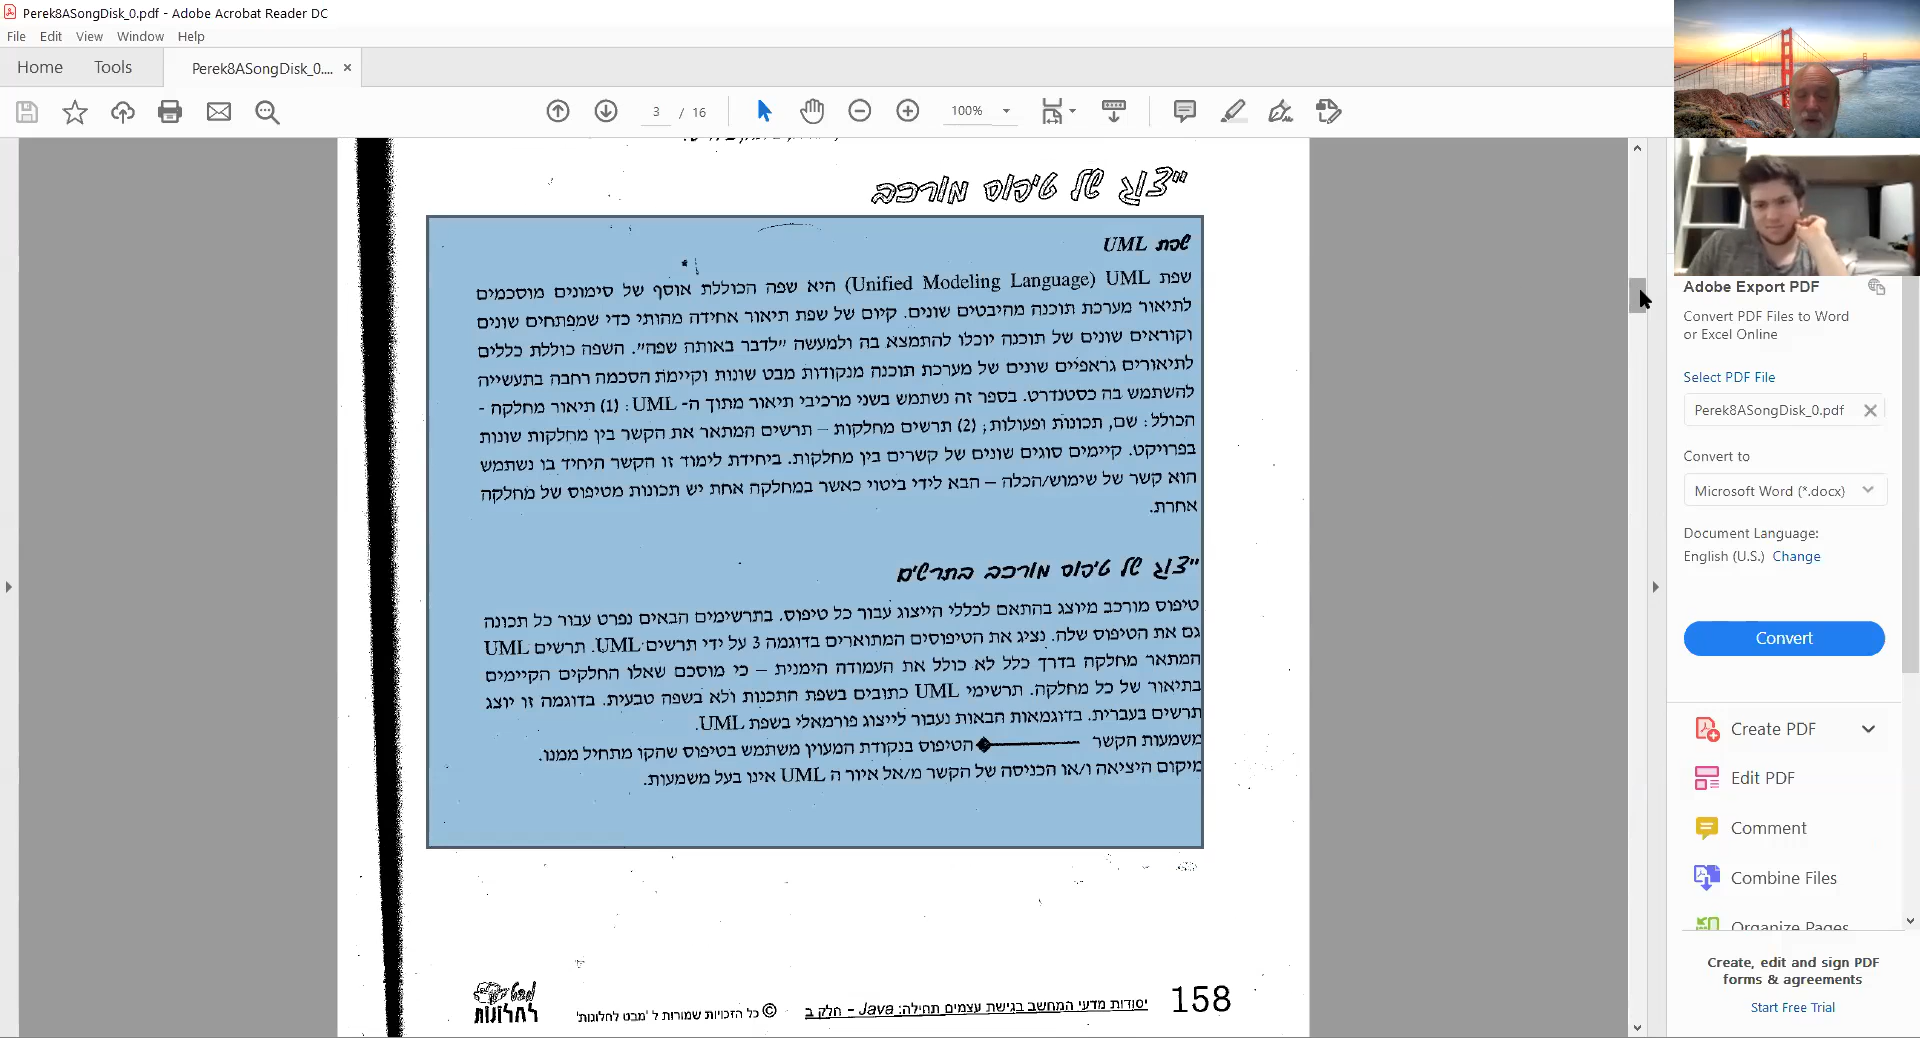 Perek8ASongDisk_0.pdf - Adobe Acrobat Reader DC
File Edit View Window Help
Home Tools Perek8ASongDisk_0.... ×
3 / 16 100%
ייצוג של טיפוס מורכב
שפת UML
שפת UML (Unified Modeling Language) היא שפה הכוללת אוסף של סימונים מוסכמים
לתיאור מערכת תוכנה מהיבטים שונים. קיום של שפת תיאור אחידה מהותי כדי שמפתחים שונים
וקוראים שונים של תוכנה יוכלו להתמצא בה ולמעשה "לדבר באותה שפה". השפה כוללת כללים
לתיאורים גראפיים שונים של מערכת תוכנה מנקודות מבט שונות וקיימת הסכמה רחבה בתעשייה
להשתמש בה כסטנדרט. בספר זה נשתמש בשני מרכיבי תיאור מתוך ה- UML: (1) תיאור מחלקה -
הכולל: שם, תכונות ופעולות; (2) תרשים מחלקות – תרשים המתאר את הקשר בין מחלקות שונות
בפרויקט. קיימים סוגים שונים של קשרים בין מחלקות. ביחידת לימוד זו הקשר היחיד בו נשתמש
הוא קשר של שימוש/הכלה – הבא לידי ביטוי כאשר במחלקה אחת יש תכונות מטיפוס של מחלקה
אחרת.
ייצוג של טיפוס מורכב בתרשים
טיפוס מורכב מיוצג בהתאם לכללי הייצוג עבור כל טיפוס. בתרשימים הבאים נפרט עבור כל תכונה
גם את הטיפוס שלה. נציג את הטיפוסים המתוארים בדוגמה 3 על ידי תרשים UML. תרשים UML
המתאר מחלקה בדרך כלל לא כולל את העמודה הימנית – כי מוסכם שאלו החלקים הקיימים
בתיאור של כל מחלקה. תרשימי UML כתובים בשפת התכנות ולא בשפה טבעית. בדוגמה זו יוצג
תרשים בעברית. בדוגמאות הבאות נעבור לייצוג פורמאלי בשפת UML.
משמעות הקשר הטיפוס בנקודת המעוין משתמש בטיפוס שהקו מתחיל ממנו.
מיקום היציאה ו/או הכניסה של הקשר מ/אל איור ה UML אינו בעל משמעות.
158 יסודות מדעי המחשב בגישת עצמים תחילה: Java – חלק ב © כל הזכויות שמורות ל 'מבט לחלונות'
מבט
לחלונות
Adobe Export PDF
Convert PDF Files to Word
or Excel Online
Select PDF File
Perek8ASongDisk_0.pdf ×
Convert to
Microsoft Word (*.docx)
Document Language:
English (U.S.) Change
Convert
Create PDF
Edit PDF
Comment
Combine Files
Organize Pages
Create, edit and sign PDF
forms & agreements
Start Free Trial